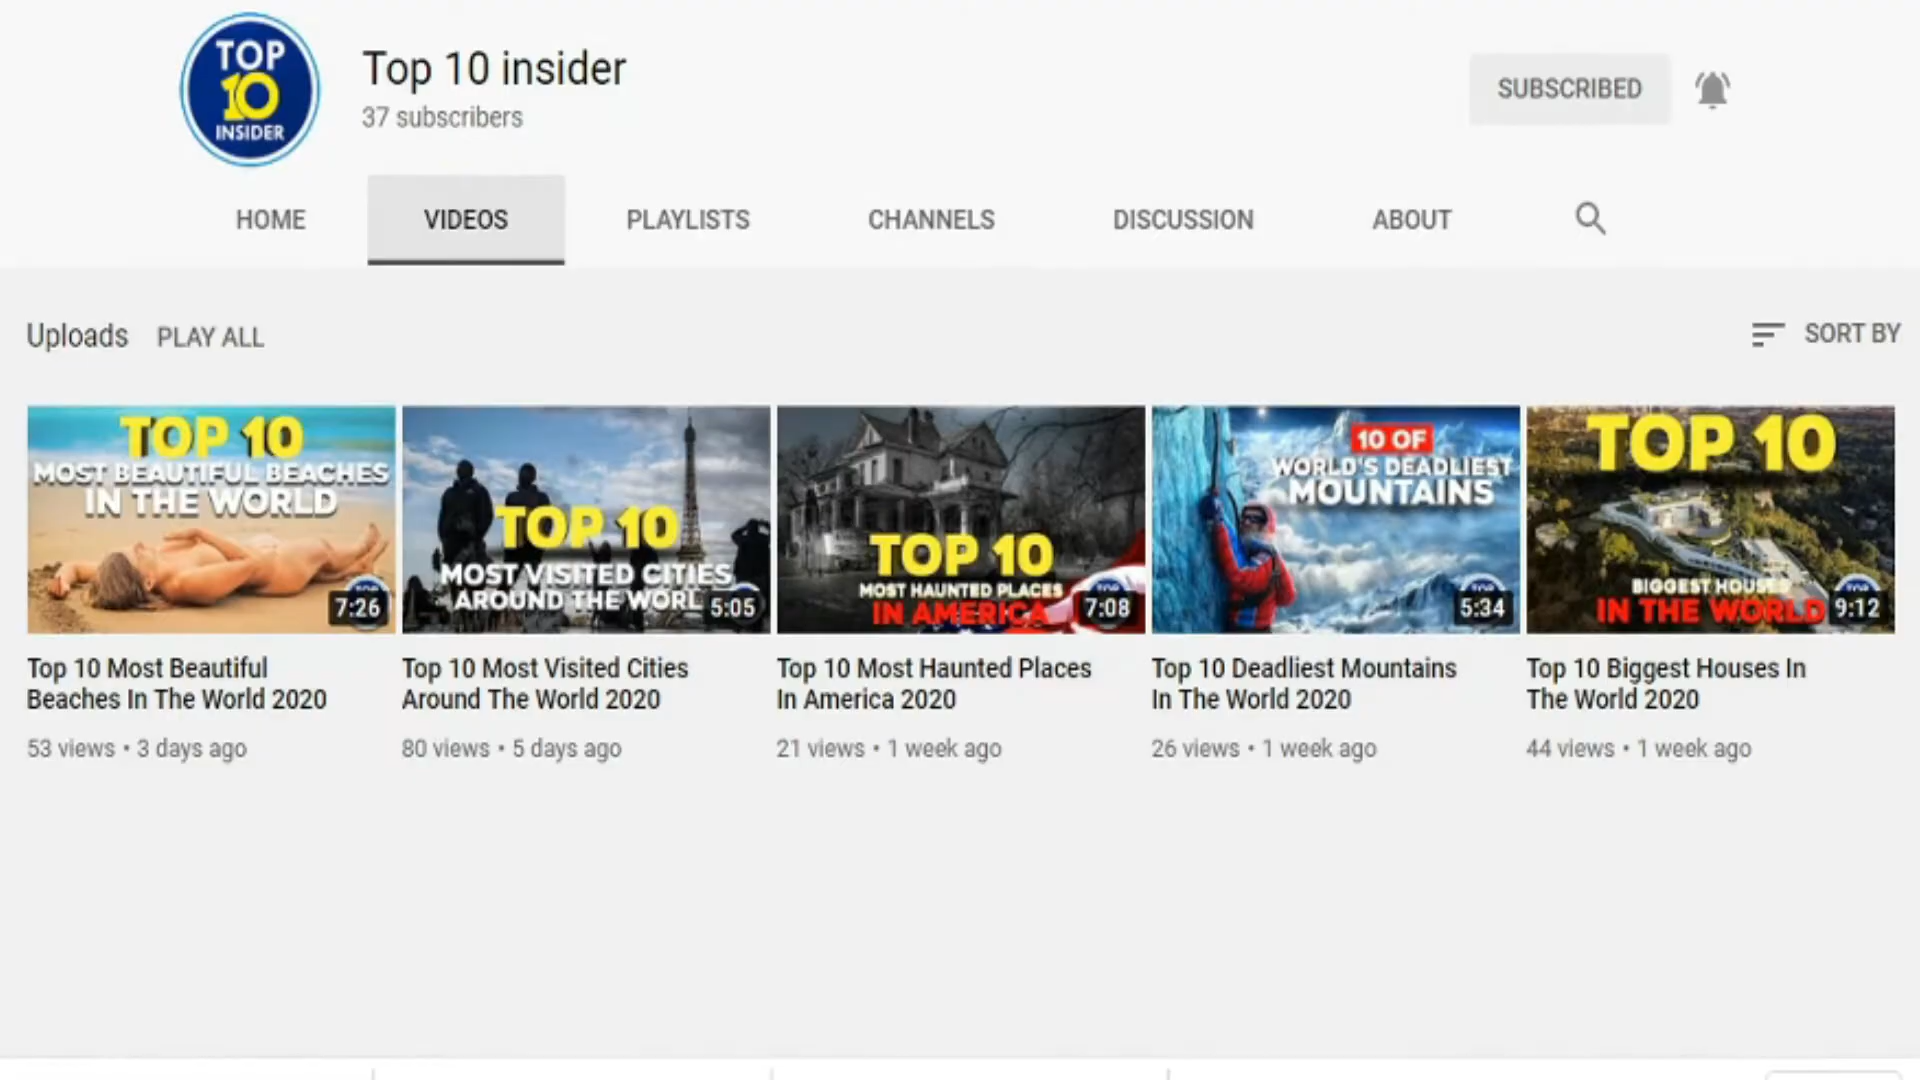 TOP
10
INSIDER
Top 10 insider
37 subscribers
SUBSCRIBED
HOME
VIDEOS
PLAYLISTS
CHANNELS
DISCUSSION
ABOUT
Uploads
PLAY ALL
SORT BY
TOP 10
MOST BEAUTIFUL BEACHES
IN THE WORLD
7:26
TOP 10
MOST VISITED CITIES
AROUND THE WORL
5:05
TOP 10
MOST HAUNTED PLACES
IN AMERICA
7:08
10 OF
WORLD'S DEADLIEST
MOUNTAINS
5:34
TOP 10
BIGGEST HOUSES
IN THE WORLD
9:12
Top 10 Most Beautiful
Beaches In The World 2020
53 views • 3 days ago
Top 10 Most Visited Cities
Around The World 2020
80 views • 5 days ago
Top 10 Most Haunted Places
In America 2020
21 views • 1 week ago
Top 10 Deadliest Mountains
In The World 2020
26 views • 1 week ago
Top 10 Biggest Houses In
The World 2020
44 views • 1 week ago